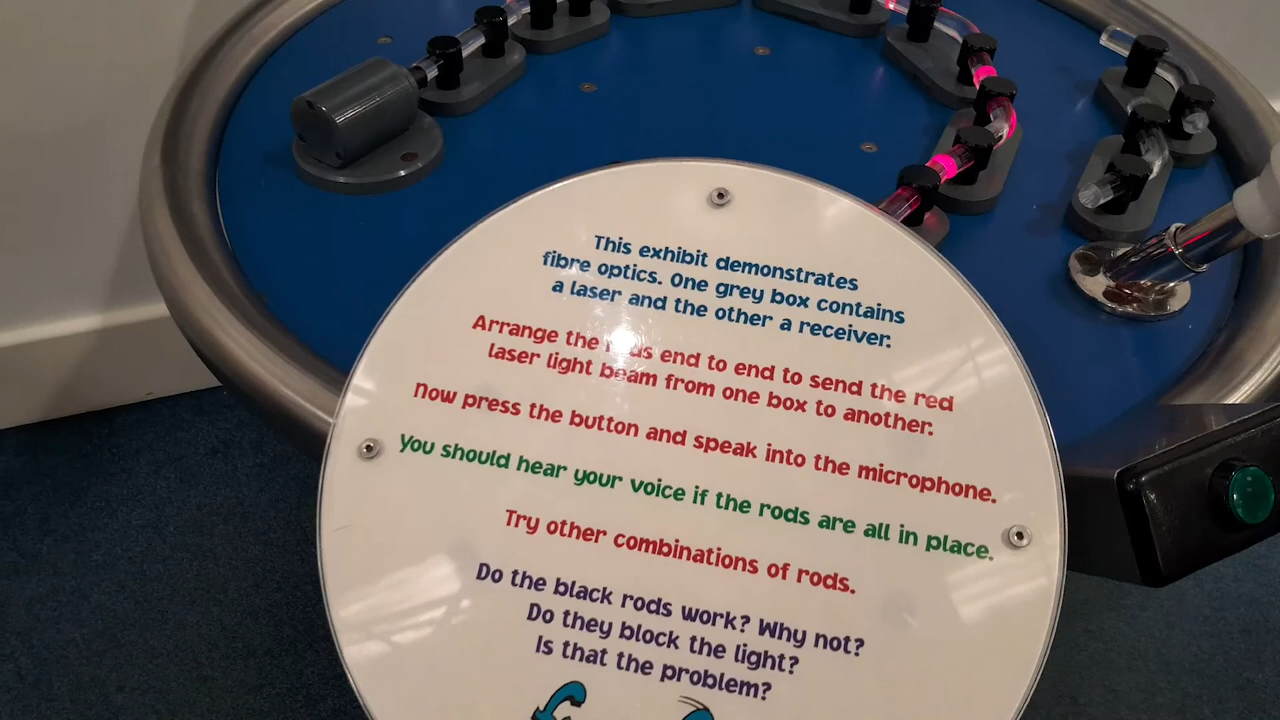 This exhibit demonstrates
fibre optics. One grey box contains
a laser and the other a receiver.
Arrange the rods end to end to send the red
laser light beam from one box to another.
Now press the button and speak into the microphone.
You should hear your voice if the rods are all in place.
Try other combinations of rods.
Do the black rods work? Why not?
Do they block the light?
Is that the problem?